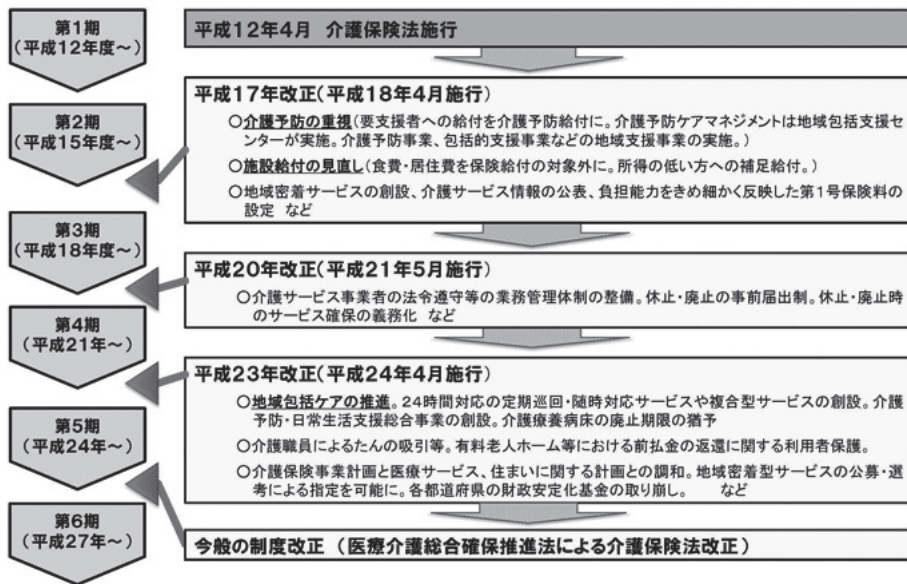 第1期
(平成12年度~)
平成12年4月 介護保険法施行
第2期
(平成15年度~)
平成17年改正(平成18年4月施行)
○介護予防の重視(要支援者への給付を介護予防給付に。介護予防ケアマネジメントは地域包括支援セ
ンターが実施。介護予防事業、包括的支援事業などの地域支援事業の実施。)
○施設給付の見直し(食費・居住費を保険給付の対象外に。所得の低い方への補足給付。)
○地域密着サービスの創設、介護サービス情報の公表、負担能力をきめ細かく反映した第1号保険料の
設定 など
第3期
(平成18年度~)
平成20年改正(平成21年5月施行)
○介護サービス事業者の法令遵守等の業務管理体制の整備。休止・廃止の事前届出制。休止・廃止時
のサービス確保の義務化 など
第4期
(平成21年~)
平成23年改正(平成24年4月施行)
○地域包括ケアの推進。24時間対応の定期巡回・随時対応サービスや複合型サービスの創設。介護
予防・日常生活支援総合事業の創設。介護療養病床の廃止期限の猶予
○介護職員によるたんの吸引等。有料老人ホーム等における前払金の返還に関する利用者保護。
○介護保険事業計画と医療サービス、住まいに関する計画との調和。地域密着型サービスの公募・選
考による指定を可能に。各都道府県の財政安定化基金の取り崩し。 など
第5期
(平成24年~)
第6期
(平成27年~)
今般の制度改正 (医療介護総合確保推進法による介護保険法改正)